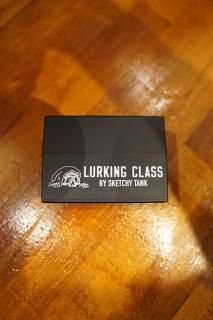 LURKING CLASS
BY SKETCHY TANK